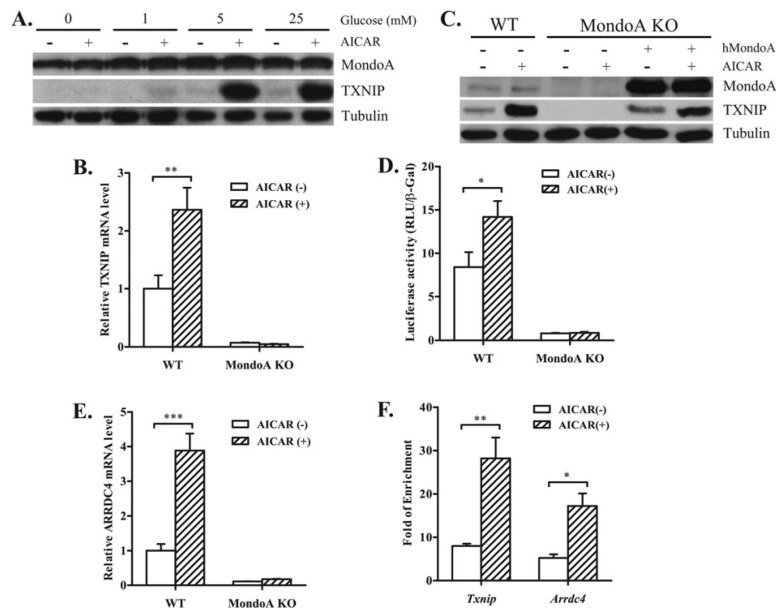 A.
0 1 5 25 Glucose (mM)
- + - + - + - + AICAR
MondoA
TXNIP
Tubulin
C.
WT MondoA KO
- - - - + + hMondoA
- + - + - + AICAR
MondoA
TXNIP
Tubulin
B.
Relative TXNIP mRNA level
3
2
1
0
**
AICAR (-)
AICAR (+)
WT MondoA KO
D.
Luciferase activity (RLU/β-Gal)
20
15
10
5
0
*
AICAR(-)
AICAR(+)
WT MondoA KO
E.
Relative ARRDC4 mRNA level
5
4
3
2
1
0
***
AICAR (-)
AICAR (+)
WT MondoA KO
F.
Fold of Enrichment
40
30
20
10
0
**
*
AICAR(-)
AICAR(+)
Txnip Arrdc4